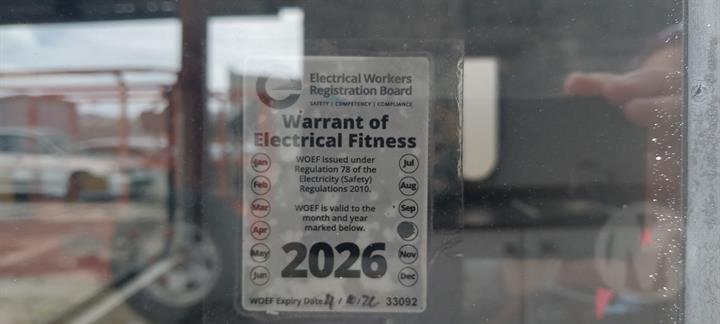 Electrical Workers
Registration Board
SAFETY | COMPETENCY | COMPLIANCE
Warrant of
Electrical Fitness
Jan
Feb
Mar
Apr
May
Jun
WOEF issued under
Regulation 78 of the
Electricity (Safety)
Regulations 2010.
WOEF is valid to the
month and year
marked below.
2026
Jul
Aug
Sep
Nov
Dec
WOEF Expiry Date
33092